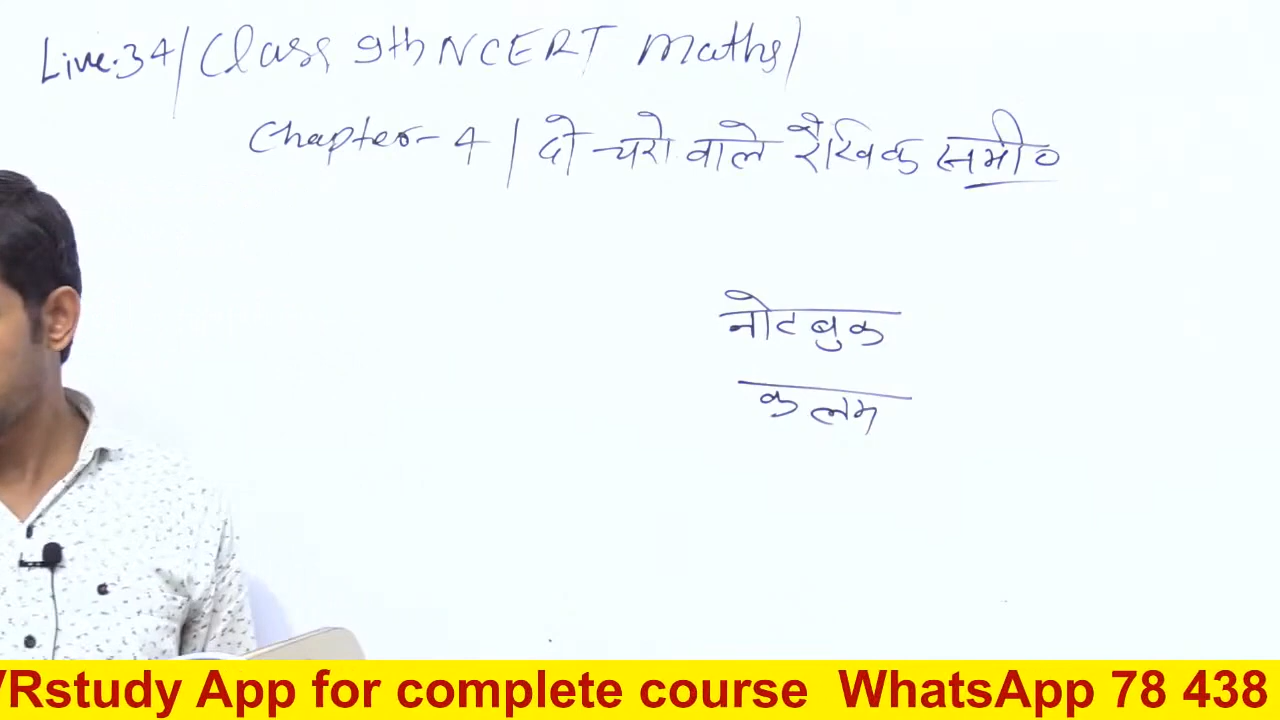 Live.34/Class 9th NCERT Maths/
Chapter-4/दो चरो वाले रैखिक समी०
नोटबुक
कलम
VRstudy App for complete course WhatsApp 78 438